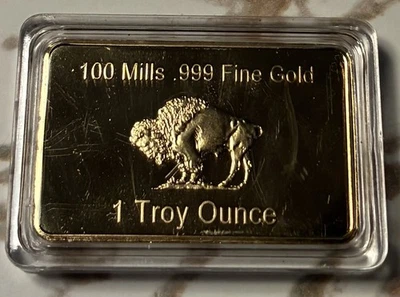 100 Mills .999 Fine Gold
1 Troy Ounce